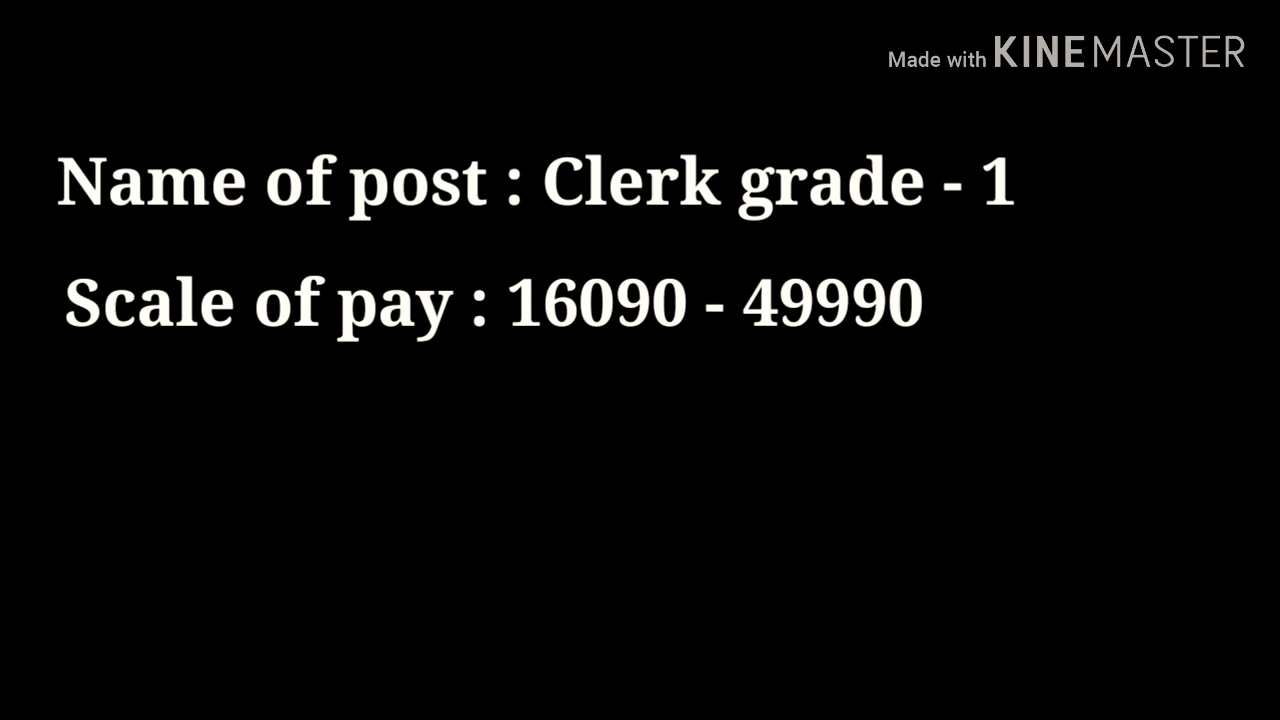 Made with KINEMASTER
Name of post : Clerk grade - 1
Scale of pay : 16090 - 49990